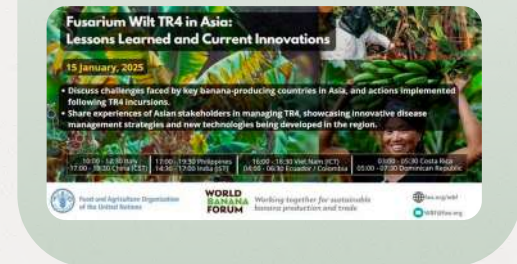 Fusarium Wilt TR4 in Asia:
Lessons Learned and Current Innovations
15 January, 2025
• Discuss challenges faced by key banana-producing countries in Asia, and actions implemented
following TR4 incursions.
• Share experiences of Asian stakeholders in managing TR4, showcasing innovative disease
management strategies and new technologies being developed in the region.
10:00 - 12:30 Italy
17:00 - 19:30 China (CST)
17:00 - 19:30 Philippines
14:30 - 17:00 India (IST)
16:00 - 18:30 Viet Nam (ICT)
04:00 - 06:30 Ecuador / Colombia
03:00 - 05:30 Costa Rica
05:00 - 07:30 Dominican Republic
Food and Agriculture Organization
of the United Nations
WORLD
BANANA
FORUM
Working together for sustainable
banana production and trade
fao.org/wbf
WBF@fao.org